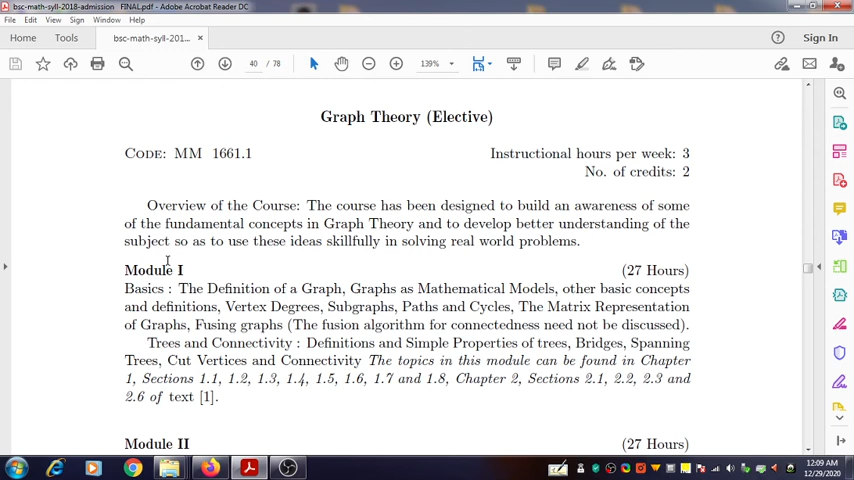 bsc-math-syll-2018-admission FINAL.pdf - Adobe Acrobat Reader DC
File Edit View Sign Window Help
Home Tools bsc-math-syll-201... × Sign In
40 / 78 139%
Graph Theory (Elective)
Code: MM 1661.1 Instructional hours per week: 3
No. of credits: 2
Overview of the Course: The course has been designed to build an awareness of some
of the fundamental concepts in Graph Theory and to develop better understanding of the
subject so as to use these ideas skillfully in solving real world problems.
Module I (27 Hours)
Basics : The Definition of a Graph, Graphs as Mathematical Models, other basic concepts
and definitions, Vertex Degrees, Subgraphs, Paths and Cycles, The Matrix Representation
of Graphs, Fusing graphs (The fusion algorithm for connectedness need not be discussed).
Trees and Connectivity : Definitions and Simple Properties of trees, Bridges, Spanning
Trees, Cut Vertices and Connectivity The topics in this module can be found in Chapter
1, Sections 1.1, 1.2, 1.3, 1.4, 1.5, 1.6, 1.7 and 1.8, Chapter 2, Sections 2.1, 2.2, 2.3 and
2.6 of text [1].
Module II (27 Hours)
12:09 AM
12/29/2020